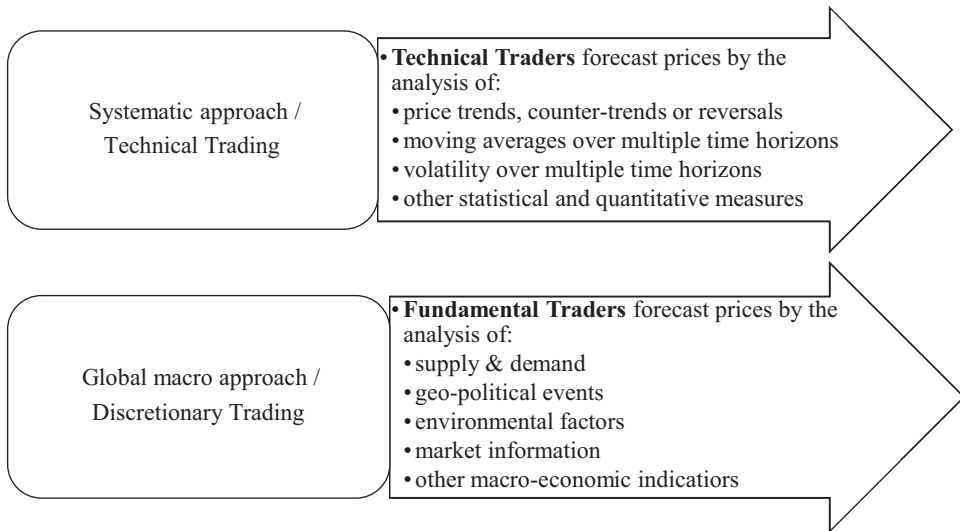 Systematic approach /
Technical Trading
• Technical Traders forecast prices by the
analysis of:
• price trends, counter-trends or reversals
• moving averages over multiple time horizons
• volatility over multiple time horizons
• other statistical and quantitative measures
Global macro approach /
Discretionary Trading
• Fundamental Traders forecast prices by the
analysis of:
• supply & demand
• geo-political events
• environmental factors
• market information
• other macro-economic indicatiors